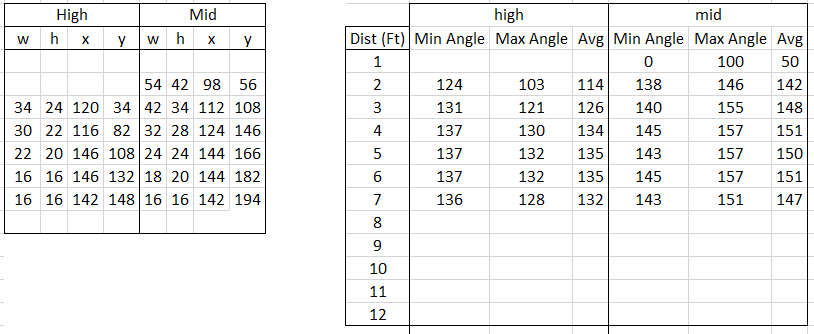 High Mid high mid
w h x y w h x y Dist (Ft) Min Angle Max Angle Avg Min Angle Max Angle Avg
1 0 100 50
54 42 98 56 2 124 103 114 138 146 142
34 24 120 34 42 34 112 108 3 131 121 126 140 155 148
30 22 116 82 32 28 124 146 4 137 130 134 145 157 151
22 20 146 108 24 24 144 166 5 137 132 135 143 157 150
16 16 146 132 18 20 144 182 6 137 132 135 145 157 151
16 16 142 148 16 16 142 194 7 136 128 132 143 151 147
8
9
10
11
12